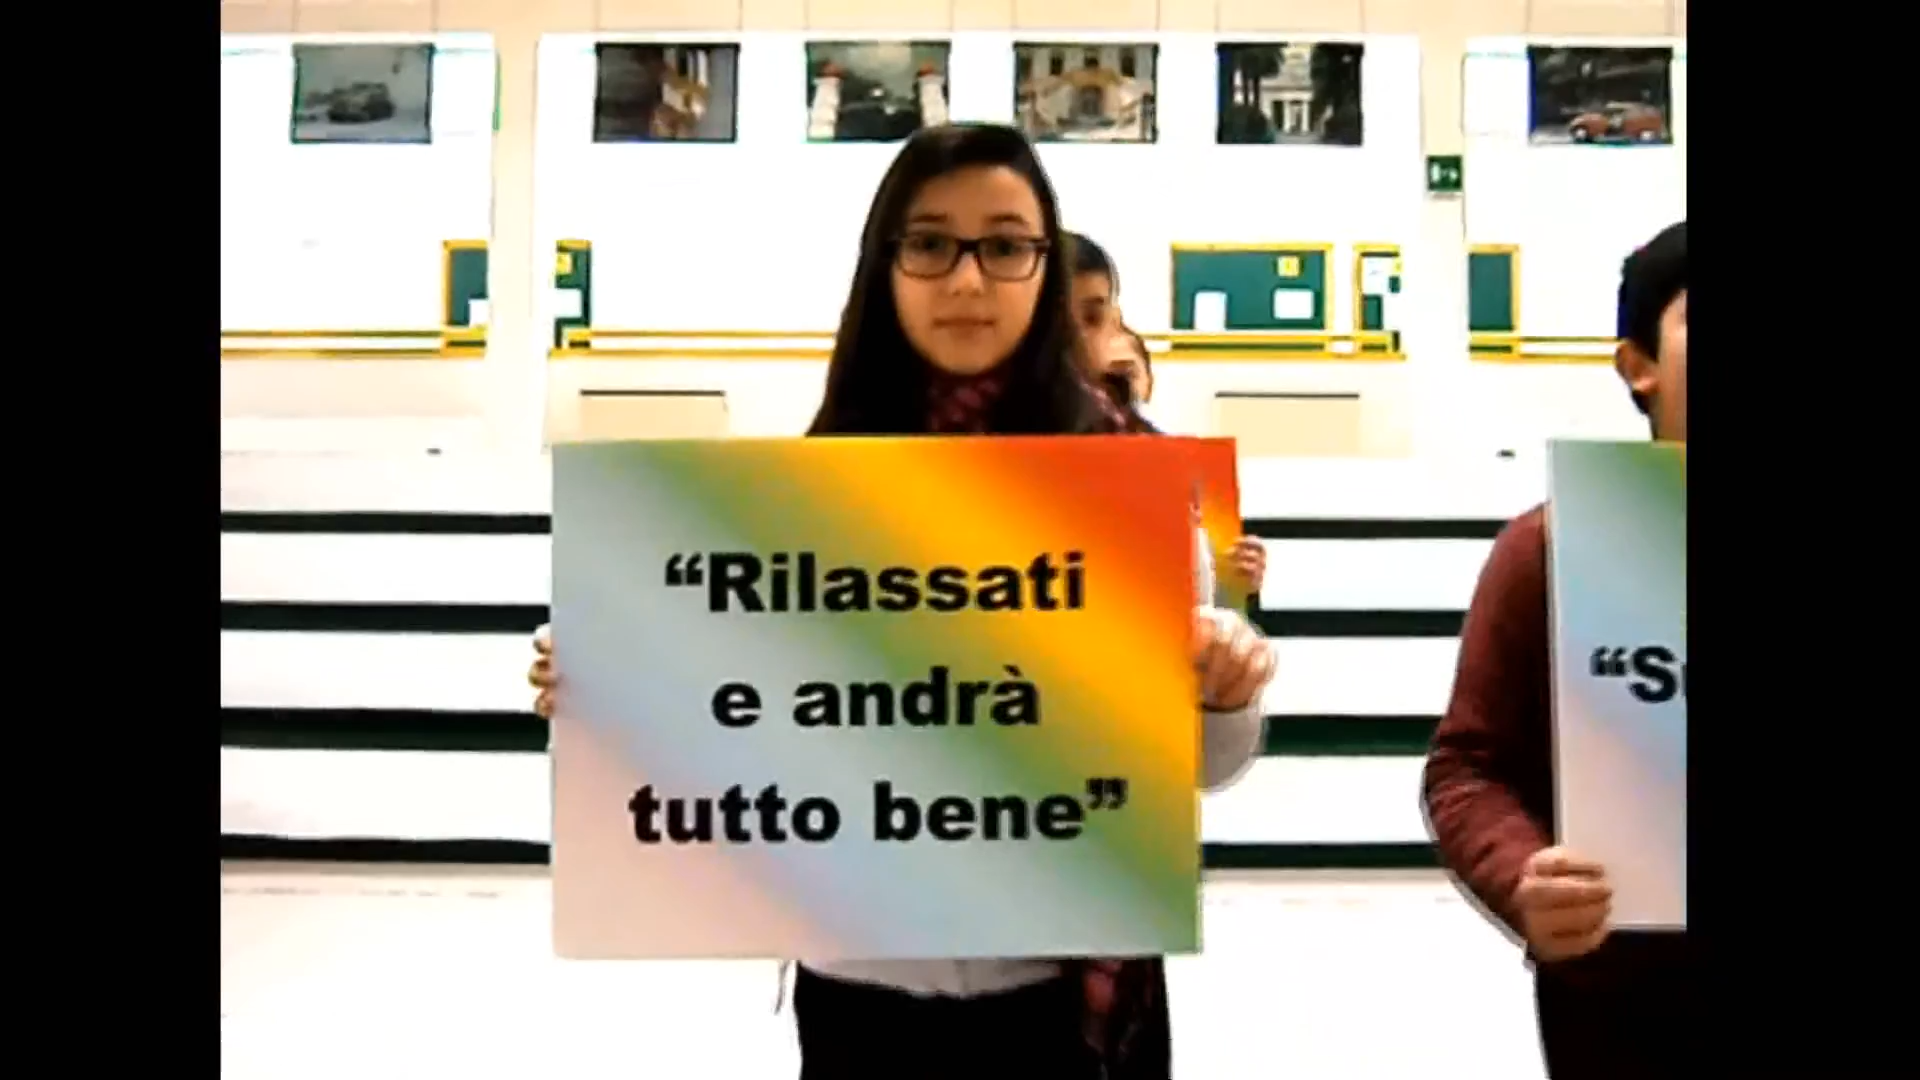 “Rilassati
e andrà
tutto bene”
“S